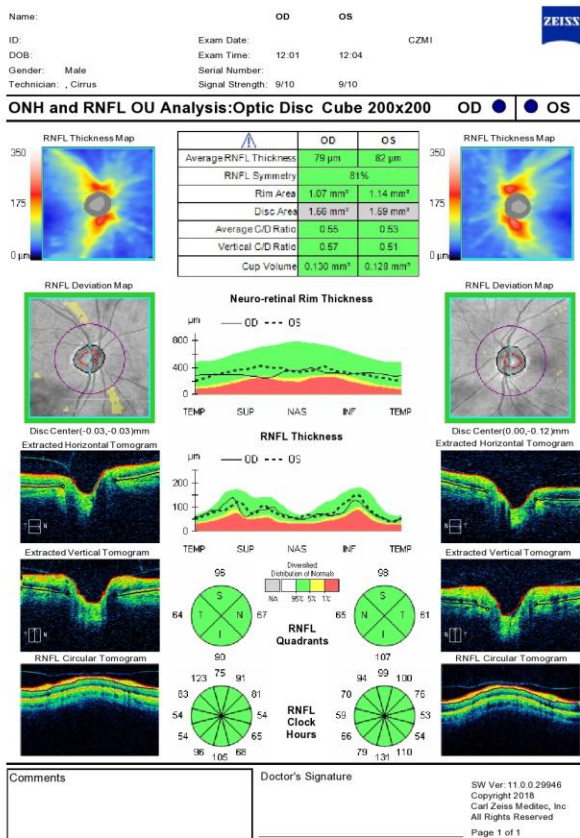 Name: OD OS
ZEISS
ID: Exam Date: CZMI
DOB: Exam Time: 12:01 12:04
Gender: Male Serial Number:
Technician: , Cirrus Signal Strength: 9/10 9/10
ONH and RNFL OU Analysis:Optic Disc Cube 200x200 OD OS
RNFL Thickness Map
350
175
0 µm
OD OS
Average RNFL Thickness 79 µm 82 µm
RNFL Symmetry 81%
Rim Area 1.07 mm² 1.14 mm²
Disc Area 1.56 mm² 1.59 mm²
Average C/D Ratio 0.55 0.53
Vertical C/D Ratio 0.57 0.51
Cup Volume 0.130 mm³ 0.128 mm³
RNFL Thickness Map
350
175
0 µm
RNFL Deviation Map
Disc Center(-0.03,-0.03)mm
Neuro-retinal Rim Thickness
µm OD OS
800
400
0
TEMP SUP NAS INF TEMP
RNFL Deviation Map
Disc Center(0.00,-0.12)mm
Extracted Horizontal Tomogram
T N
RNFL Thickness
µm OD OS
200
100
0
TEMP SUP NAS INF TEMP
Extracted Horizontal Tomogram
T N
Extracted Vertical Tomogram
T N
Diversified:
Distribution of Normals
NA 95% 5% 1%
96
64 T S N I 67
90
RNFL
Quadrants
98
65 N S T I 61
107
Extracted Vertical Tomogram
N T
RNFL Circular Tomogram
123 75 91
83 81
54 54
54 65
96 105 68
RNFL
Clock
Hours
94 99 100
70 76
59 53
66 54
79 131 110
RNFL Circular Tomogram
Comments
Doctor's Signature
SW Ver: 11.0.0.29946
Copyright 2018
Carl Zeiss Meditec, Inc
All Rights Reserved
Page 1 of 1